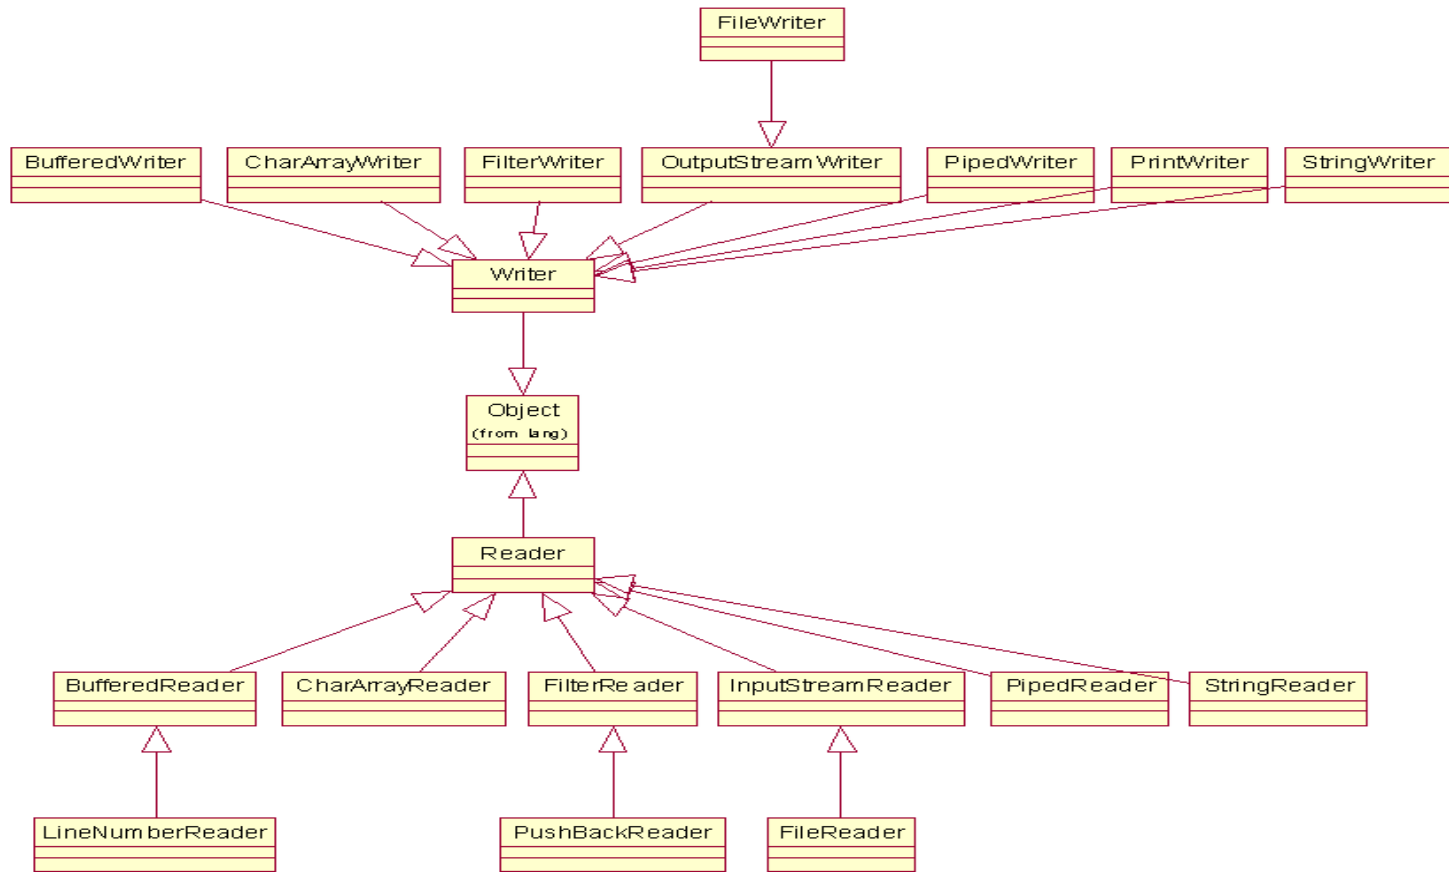 FileWriter
BufferedWriter
CharArrayWriter
FilterWriter
OutputStreamWriter
PipedWriter
PrintWriter
StringWriter
Writer
Object
(from lang)
Reader
BufferedReader
CharArrayReader
FilterReader
InputStreamReader
PipedReader
StringReader
LineNumberReader
PushBackReader
FileReader